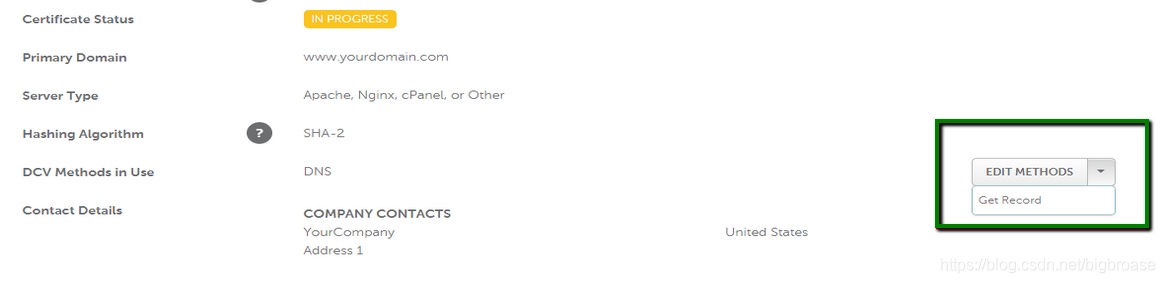 Certificate Status IN PROGRESS
Primary Domain www.yourdomain.com
Server Type Apache, Nginx, cPanel, or Other
Hashing Algorithm ? SHA-2
DCV Methods in Use DNS EDIT METHODS
Get Record
Contact Details COMPANY CONTACTS
YourCompany United States
Address 1
https://blog.csdn.net/bigbroase